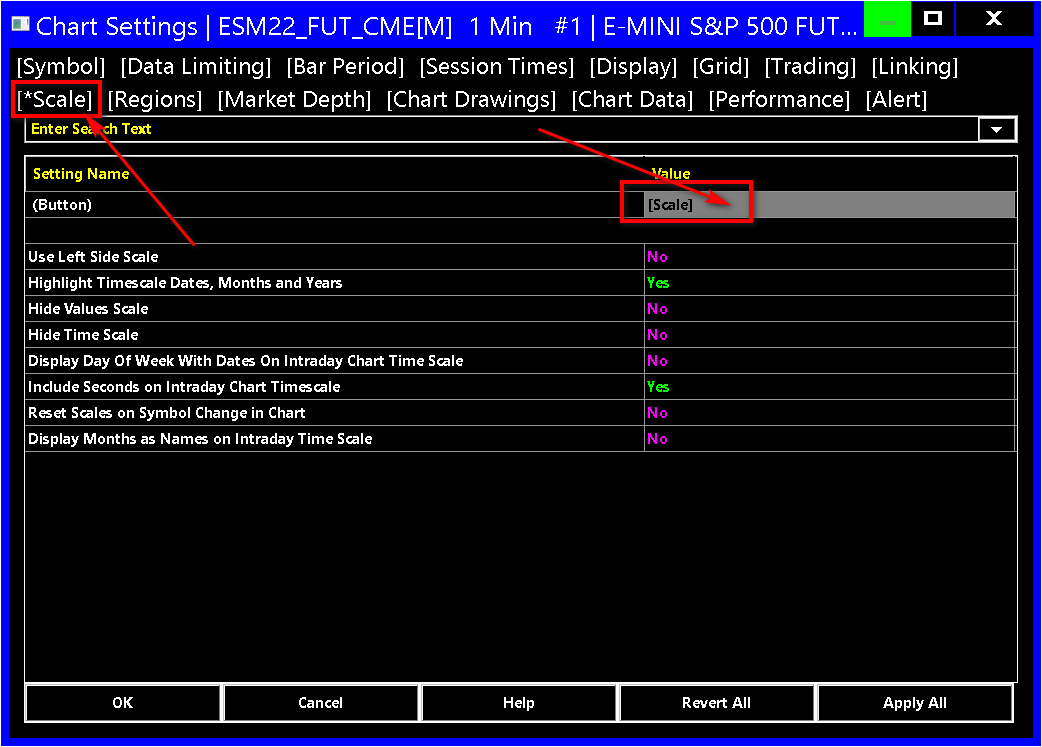 Chart Settings | ESM22_FUT_CME[M]  1 Min   #1 | E-MINI S&P 500 FUT...
X
[Symbol] [Data Limiting] [Bar Period] [Session Times] [Display] [Grid] [Trading] [Linking]
[*Scale] [Regions] [Market Depth] [Chart Drawings] [Chart Data] [Performance] [Alert]
Enter Search Text
Setting Name Value
(Button) [Scale]
Use Left Side Scale No
Highlight Timescale Dates, Months and Years Yes
Hide Values Scale No
Hide Time Scale No
Display Day Of Week With Dates On Intraday Chart Time Scale No
Include Seconds on Intraday Chart Timescale Yes
Reset Scales on Symbol Change in Chart No
Display Months as Names on Intraday Time Scale No
OK Cancel Help Revert All Apply All